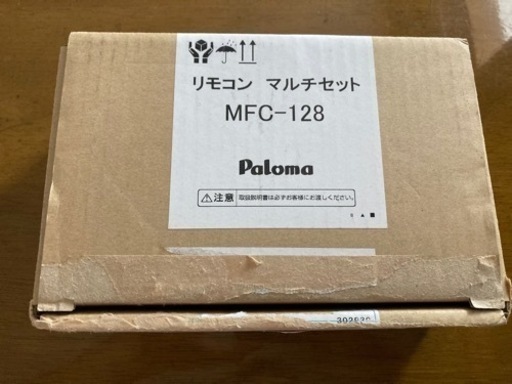 リモコン マルチセット
MFC-128
Paloma
⚠注意 取扱説明書は必ずお客様にお渡しください。